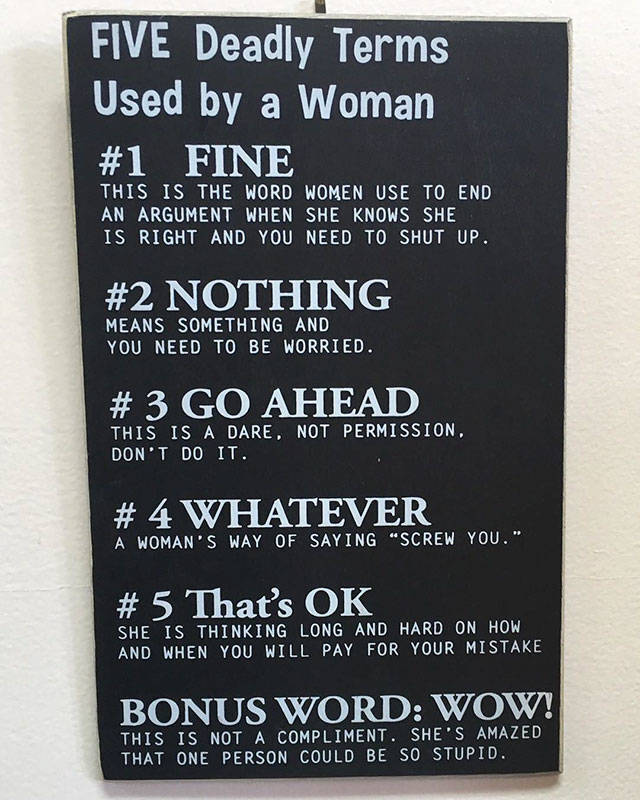 FIVE Deadly Terms
Used by a Woman
#1 FINE
THIS IS THE WORD WOMEN USE TO END
AN ARGUMENT WHEN SHE KNOWS SHE
IS RIGHT AND YOU NEED TO SHUT UP.
#2 NOTHING
MEANS SOMETHING AND
YOU NEED TO BE WORRIED.
# 3 GO AHEAD
THIS IS A DARE, NOT PERMISSION,
DON'T DO IT.
# 4 WHATEVER
A WOMAN'S WAY OF SAYING “SCREW YOU.”
# 5 That's OK
SHE IS THINKING LONG AND HARD ON HOW
AND WHEN YOU WILL PAY FOR YOUR MISTAKE
BONUS WORD: WOW!
THIS IS NOT A COMPLIMENT. SHE'S AMAZED
THAT ONE PERSON COULD BE SO STUPID.